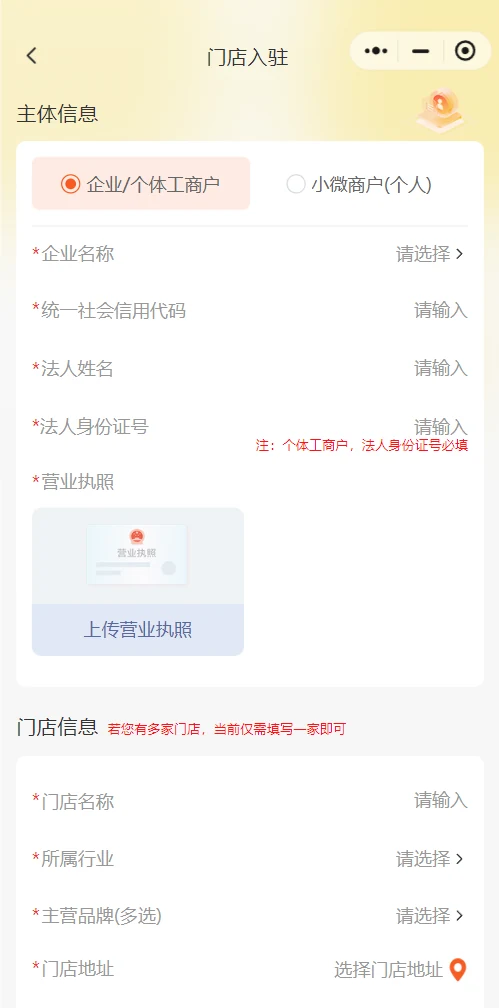 门店入驻
主体信息
企业/个体工商户
小微商户(个人)
*企业名称 请选择
*统一社会信用代码 请输入
*法人姓名 请输入
*法人身份证号 请输入
注：个体工商户，法人身份证号必填
*营业执照
营业执照
上传营业执照
门店信息 若您有多家门店，当前仅需填写一家即可
*门店名称 请输入
*所属行业 请选择
*主营品牌(多选) 请选择
*门店地址 选择门店地址